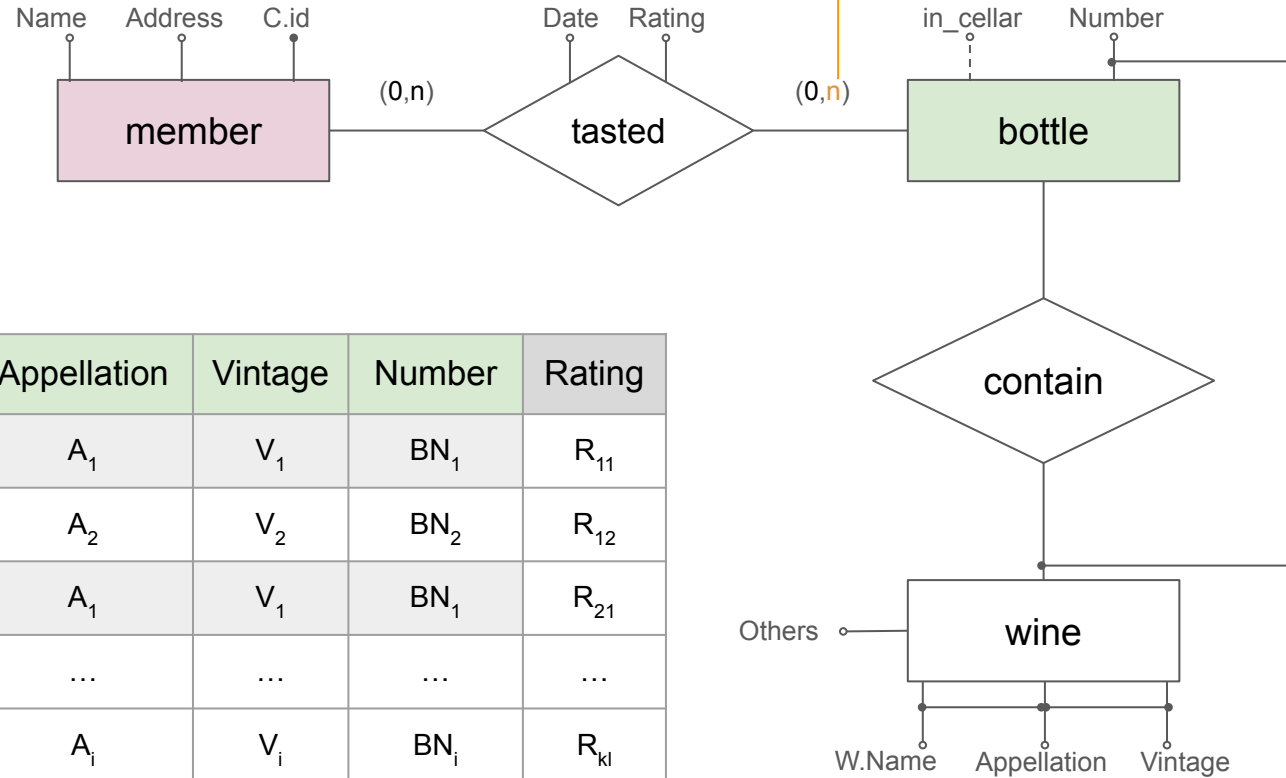 Name Address C.id Date Rating in_cellar Number
(0,n) (0,n)
member tasted bottle
contain
Appellation Vintage Number Rating
A1 V1 BN1 R11
A2 V2 BN2 R12
A1 V1 BN1 R21
… … … …
Ai Vi BNi Rkl
Others wine
W.Name Appellation Vintage